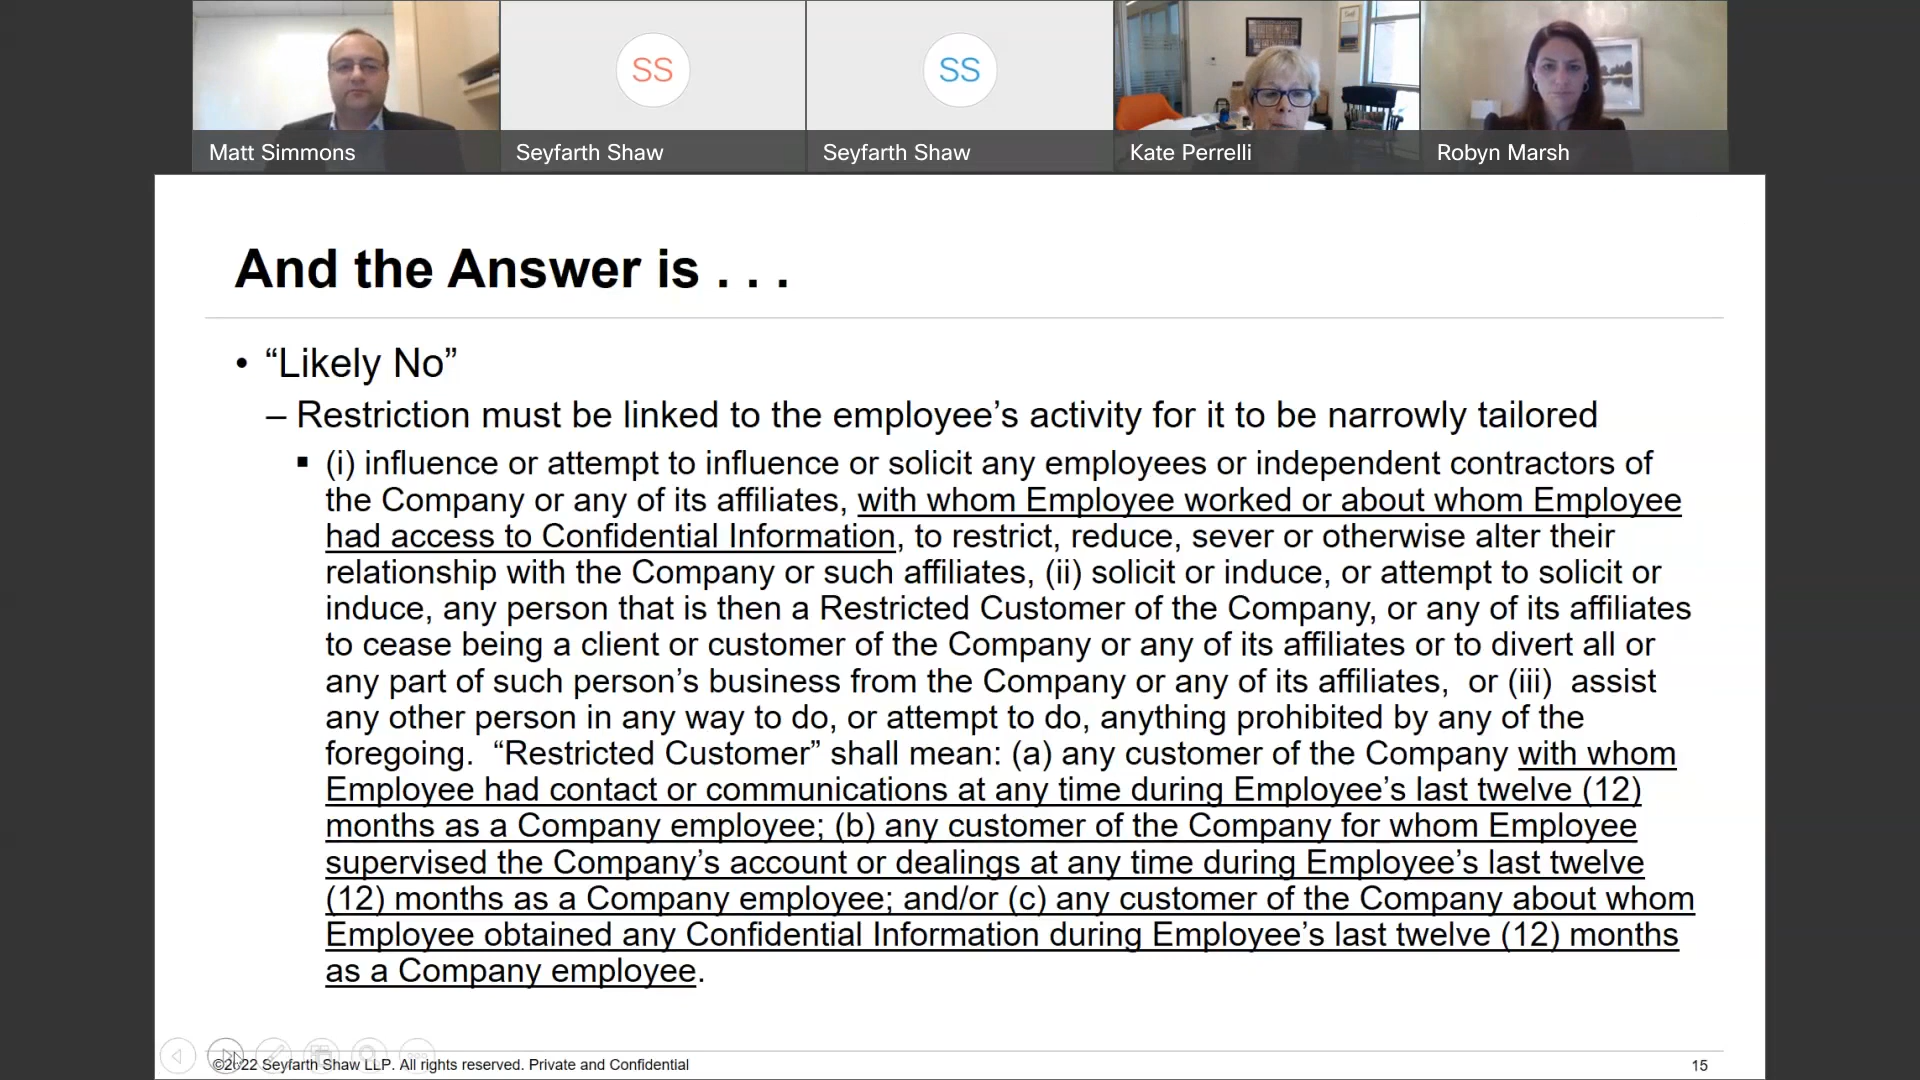 SS
SS
Matt Simmons
Seyfarth Shaw
Seyfarth Shaw
Kate Perrelli
Robyn Marsh
And the Answer is . . .
• “Likely No”
– Restriction must be linked to the employee’s activity for it to be narrowly tailored
▪ (i) influence or attempt to influence or solicit any employees or independent contractors of
the Company or any of its affiliates, with whom Employee worked or about whom Employee
had access to Confidential Information, to restrict, reduce, sever or otherwise alter their
relationship with the Company or such affiliates, (ii) solicit or induce, or attempt to solicit or
induce, any person that is then a Restricted Customer of the Company, or any of its affiliates
to cease being a client or customer of the Company or any of its affiliates or to divert all or
any part of such person’s business from the Company or any of its affiliates,  or (iii)  assist
any other person in any way to do, or attempt to do, anything prohibited by any of the
foregoing.  “Restricted Customer” shall mean: (a) any customer of the Company with whom
Employee had contact or communications at any time during Employee’s last twelve (12)
months as a Company employee; (b) any customer of the Company for whom Employee
supervised the Company’s account or dealings at any time during Employee’s last twelve
(12) months as a Company employee; and/or (c) any customer of the Company about whom
Employee obtained any Confidential Information during Employee’s last twelve (12) months
as a Company employee.
©2022 Seyfarth Shaw LLP. All rights reserved. Private and Confidential
15